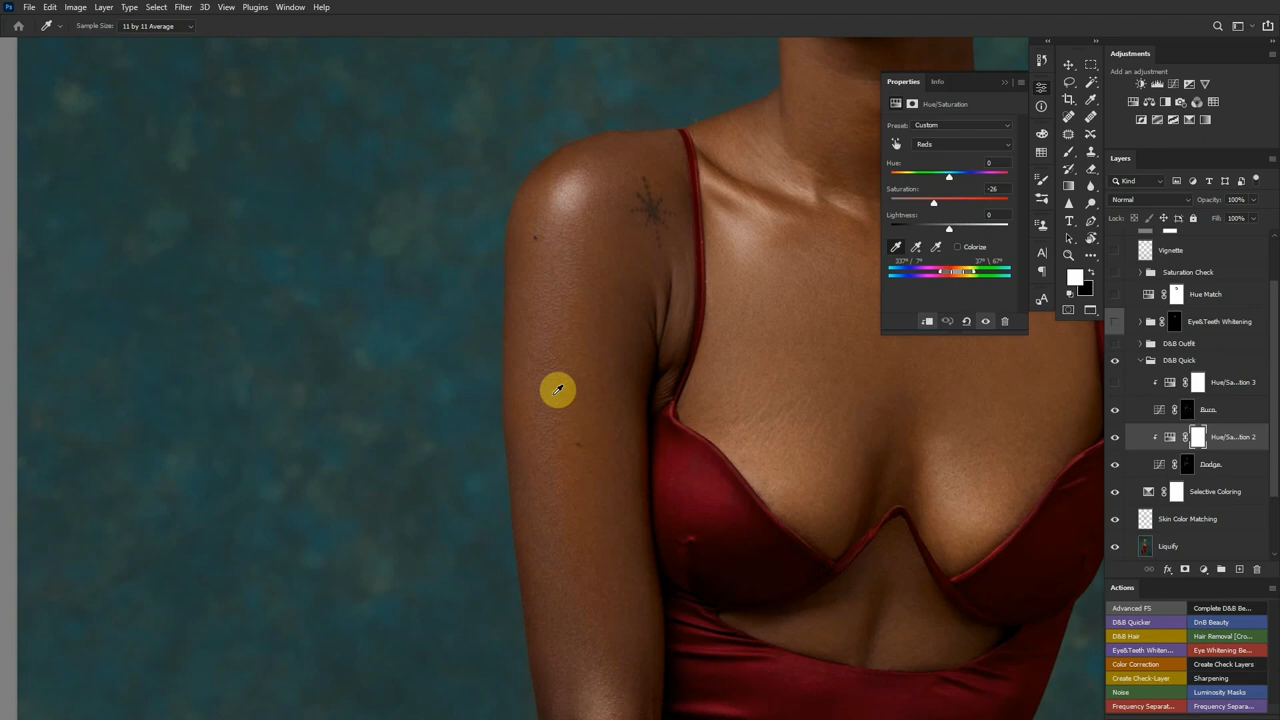 Ps File Edit Image Layer Type Select Filter 3D View Plugins Window Help
Sample Size: 11 by 11 Average
Properties Info
Hue/Saturation
Preset: Custom
Reds
Hue: 0
Saturation: -26
Lightness: 0
Colorize
337° / 7° 37° \ 67°
Adjustments
Add an adjustment
Layers
Kind
Normal Opacity: 100%
Lock: Fill: 100%
Vignette
Saturation Check
Hue Match
Eye&Teeth Whitening
D&B Outfit
D&B Quick
Hue/Sa...tion 3
Burn
Hue/Sa...tion 2
Dodge
Selective Coloring
Skin Color Matching
Liquify
Actions
Advanced FS Complete D&B Be...
D&B Quicker DnB Beauty
D&B Hair Hair Removal [Cro...
Eye&Teeth Whiten... Eye Whitening Be...
Color Correction Create Check Layers
Create Check-Layer Sharpening
Noise Luminosity Masks
Frequency Separat... Frequency Separa...